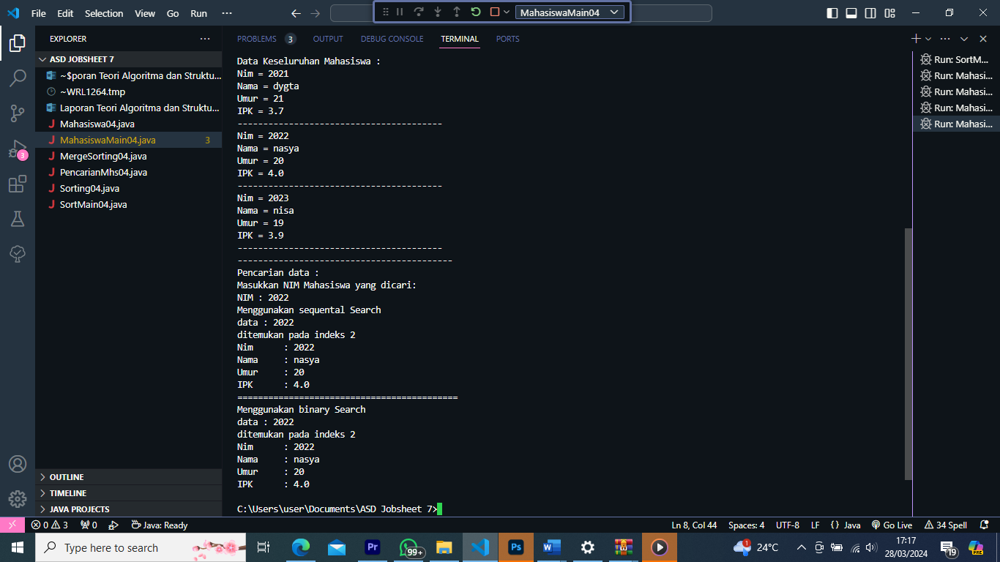 File Edit Selection View Go Run ···
MahasiswaMain04
EXPLORER ···
ASD JOBSHEET 7
~$poran Teori Algoritma dan Struktu...
~WRL1264.tmp
Laporan Teori Algoritma dan Struktu...
J Mahasiswa04.java
J MahasiswaMain04.java 3
J MergeSorting04.java
J PencarianMhs04.java
J Sorting04.java
J SortMain04.java
3
OUTLINE
TIMELINE
JAVA PROJECTS
PROBLEMS 3 OUTPUT DEBUG CONSOLE TERMINAL PORTS
Data Keseluruhan Mahasiswa :
Nim = 2021
Nama = dygta
Umur = 21
IPK = 3.7
----------------------------------------
Nim = 2022
Nama = nasya
Umur = 20
IPK = 4.0
----------------------------------------
Nim = 2023
Nama = nisa
Umur = 19
IPK = 3.9
----------------------------------------
------------------------------------------
Pencarian data :
Masukkan NIM Mahasiswa yang dicari:
NIM : 2022
Menggunakan sequental Search
data : 2022
ditemukan pada indeks 2
Nim      : 2022
Nama     : nasya
Umur     : 20
IPK      : 4.0
===========================================
Menggunakan binary Search
data : 2022
ditemukan pada indeks 2
Nim      : 2022
Nama     : nasya
Umur     : 20
IPK      : 4.0
C:\Users\user\Documents\ASD Jobsheet 7>
Run: SortM...
Run: Mahasi...
Run: Mahasi...
Run: Mahasi...
Run: Mahasi...
0 3 0 Java: Ready
Ln 8, Col 44 Spaces: 4 UTF-8 LF {} Java Go Live 34 Spell
Type here to search
Pr 99+ Ps
1 24°C
17:17
28/03/2024
19
PRE